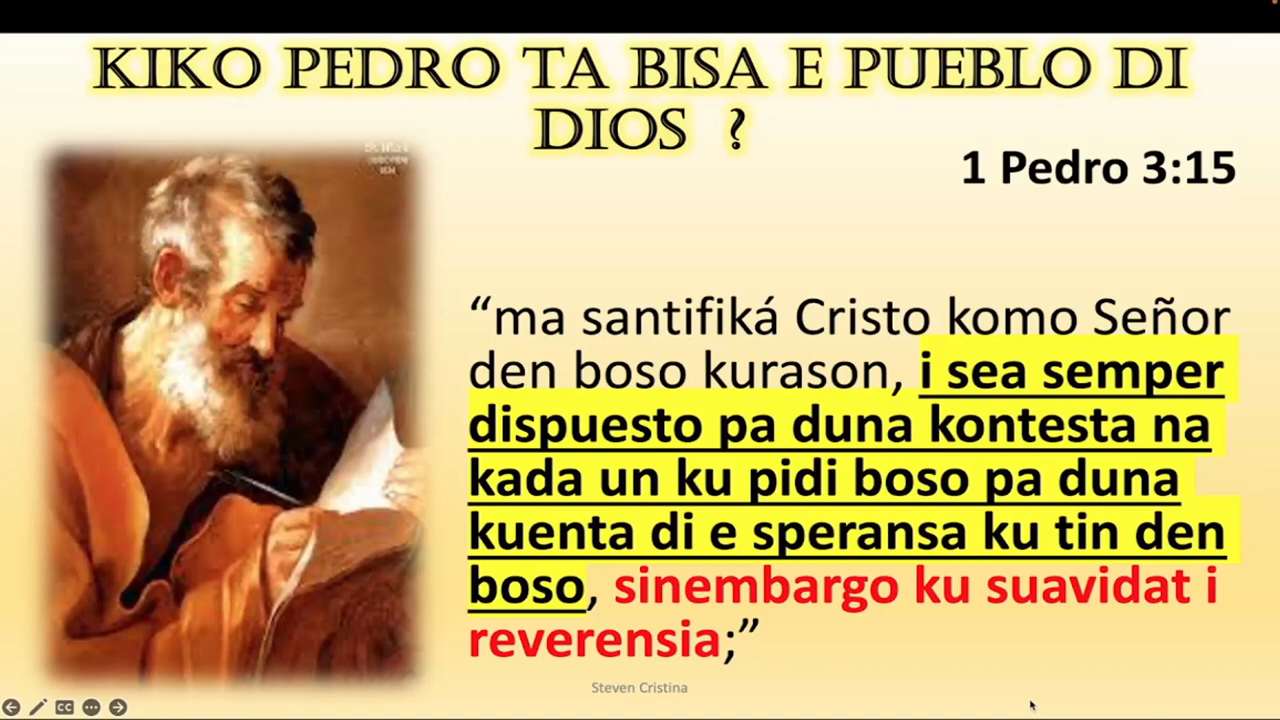 KIKO PEDRO TA BISA E PUEBLO DI
DIOS ?
1 Pedro 3:15
“ma santifiká Cristo komo Señor
den boso kurason, i sea semper
dispuesto pa duna kontesta na
kada un ku pidi boso pa duna
kuenta di e speransa ku tin den
boso, sinembargo ku suavidat i
reverensia;”
Steven Cristina
CC